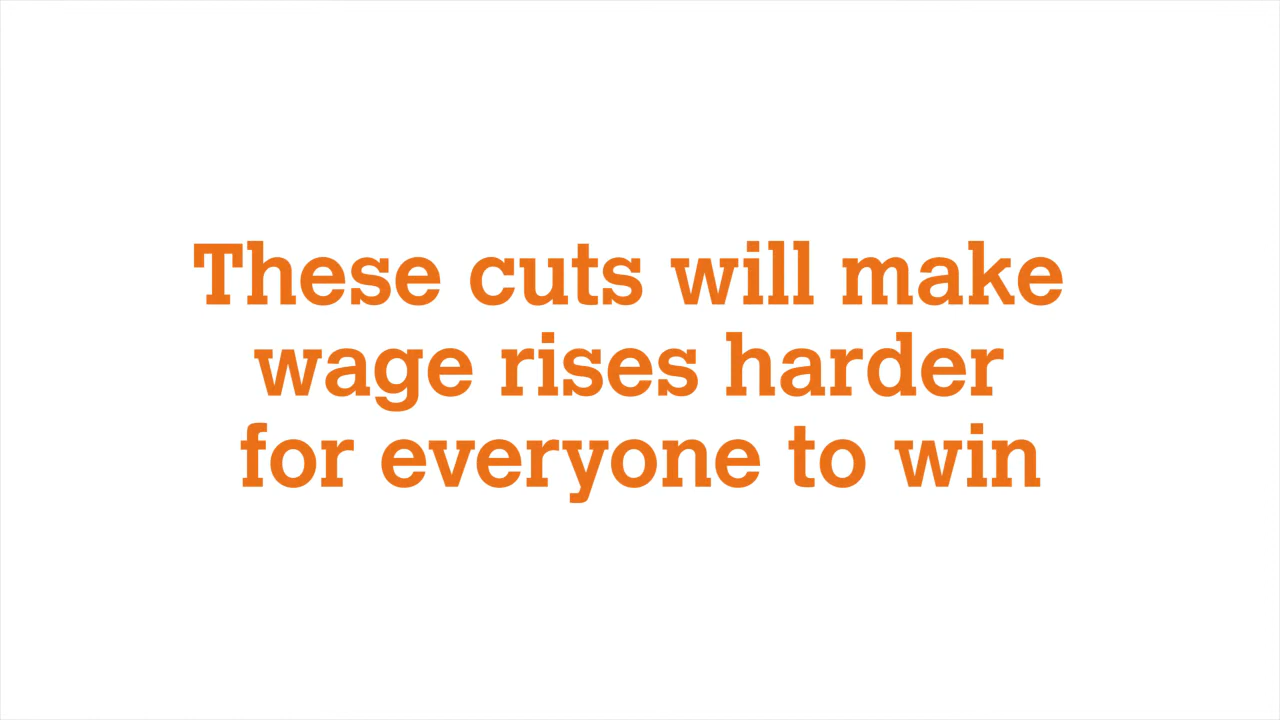 These cuts will make
wage rises harder
for everyone to win